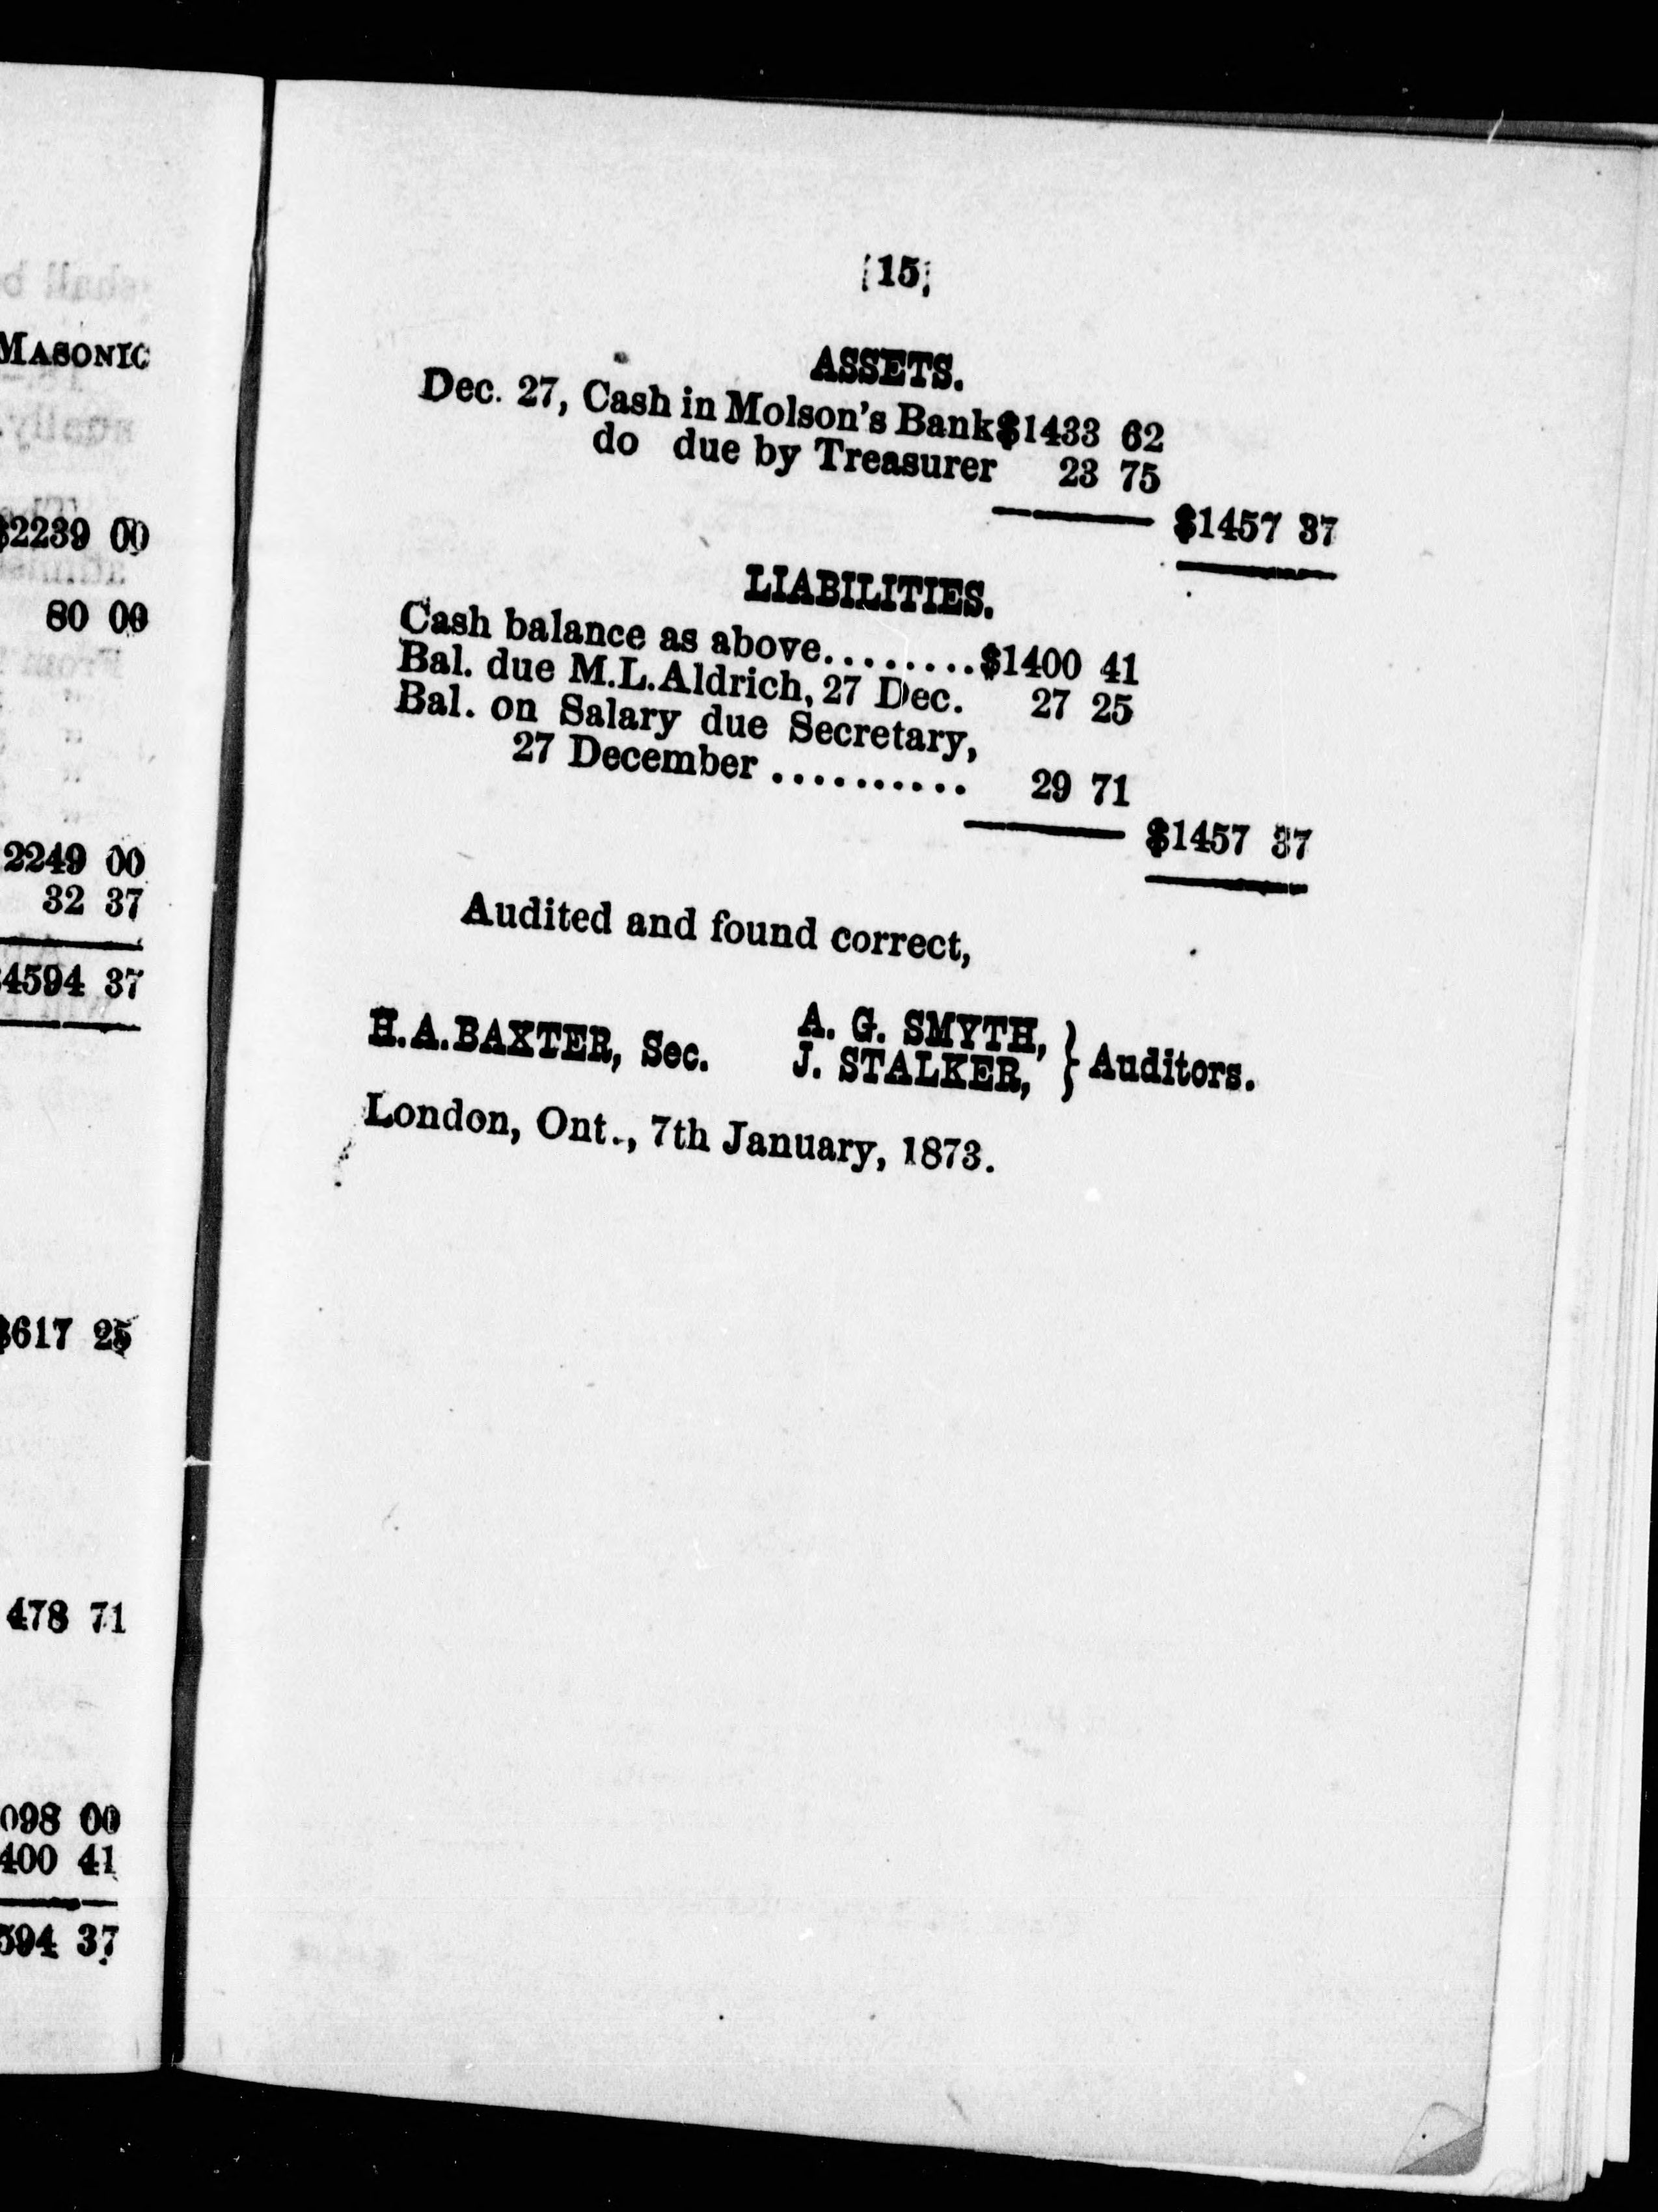 MASONIC
$2239 00
80 00
2249 00
32 37
4594 37
$617 25
478 71
098 00
400 41
594 37
[15]
ASSETS.
Dec. 27, Cash in Molson's Bank $1433 62
do due by Treasurer 23 75
$1457 37
LIABILITIES.
Cash balance as above........$1400 41
Bal. due M.L.Aldrich, 27 Dec. 27 25
Bal. on Salary due Secretary,
27 December .......... 29 71
$1457 37
Audited and found correct,
H.A.BAXTER, Sec. A. G. SMYTH,
J. STALKER, } Auditors.
London, Ont., 7th January, 1873.